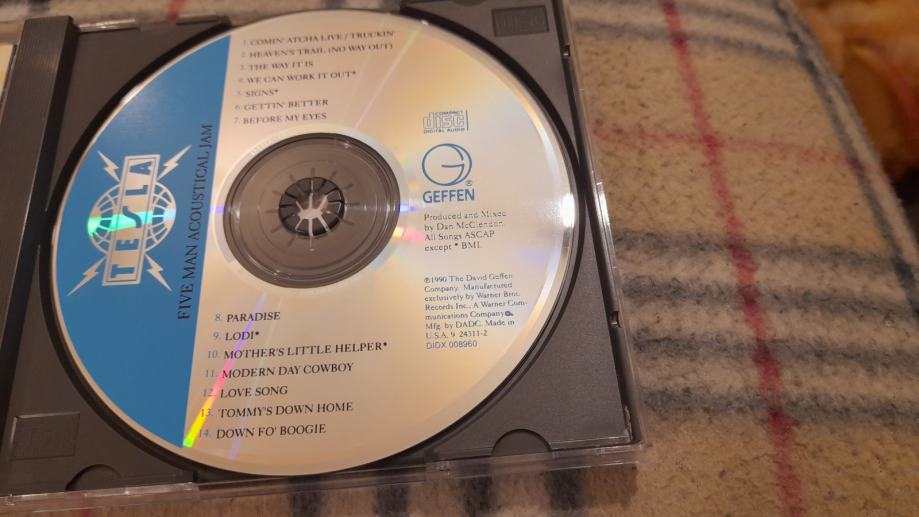 1. COMIN' ATCHA LIVE / TRUCKIN'
2. HEAVEN'S TRAIL (NO WAY OUT)
3. THE WAY IT IS
4. WE CAN WORK IT OUT*
5. SIGNS*
6. GETTIN' BETTER
7. BEFORE MY EYES
TESLA
FIVE MAN ACOUSTICAL JAM
COMPACT
disc
DIGITAL AUDIO
GEFFEN®
Produced and Mixed
by Dan McClendon
All Songs ASCAP
except * BMI.
℗1990 The David Geffen
Company. Manufactured
exclusively by Warner Bros.
Records Inc., A Warner Com-
munications Company
Mfg. by DADC. Made in
U.S.A. 9 24311-2
DIDX 008960
8. PARADISE
9. LODI*
10. MOTHER'S LITTLE HELPER*
11. MODERN DAY COWBOY
12. LOVE SONG
13. TOMMY'S DOWN HOME
14. DOWN FO' BOOGIE